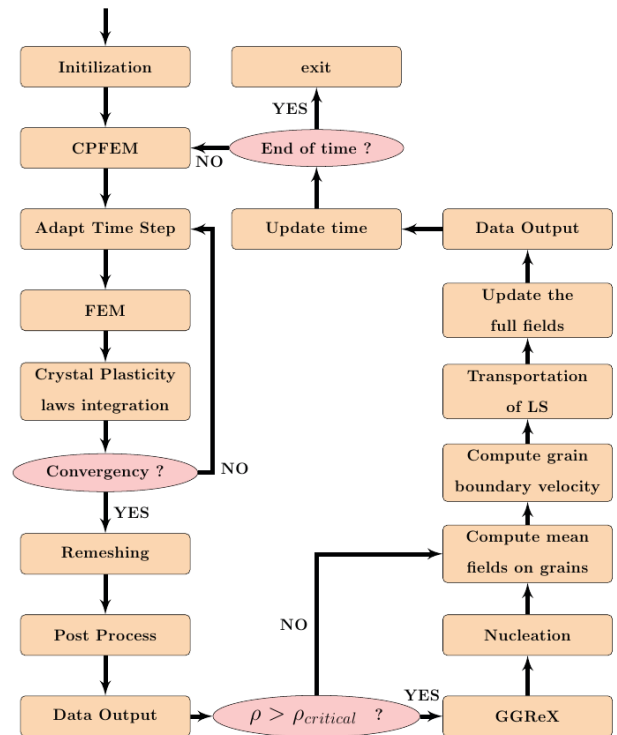 Initilization
exit
YES
CPFEM
End of time ?
NO
Adapt Time Step
Update time
Data Output
FEM
Update the
full fields
Crystal Plasticity
laws integration
Transportation
of LS
Convergency ?
NO
Compute grain
boundary velocity
YES
Remeshing
Compute mean
fields on grains
NO
Post Process
Nucleation
Data Output
ρ > ρcritical ?
YES
GGReX